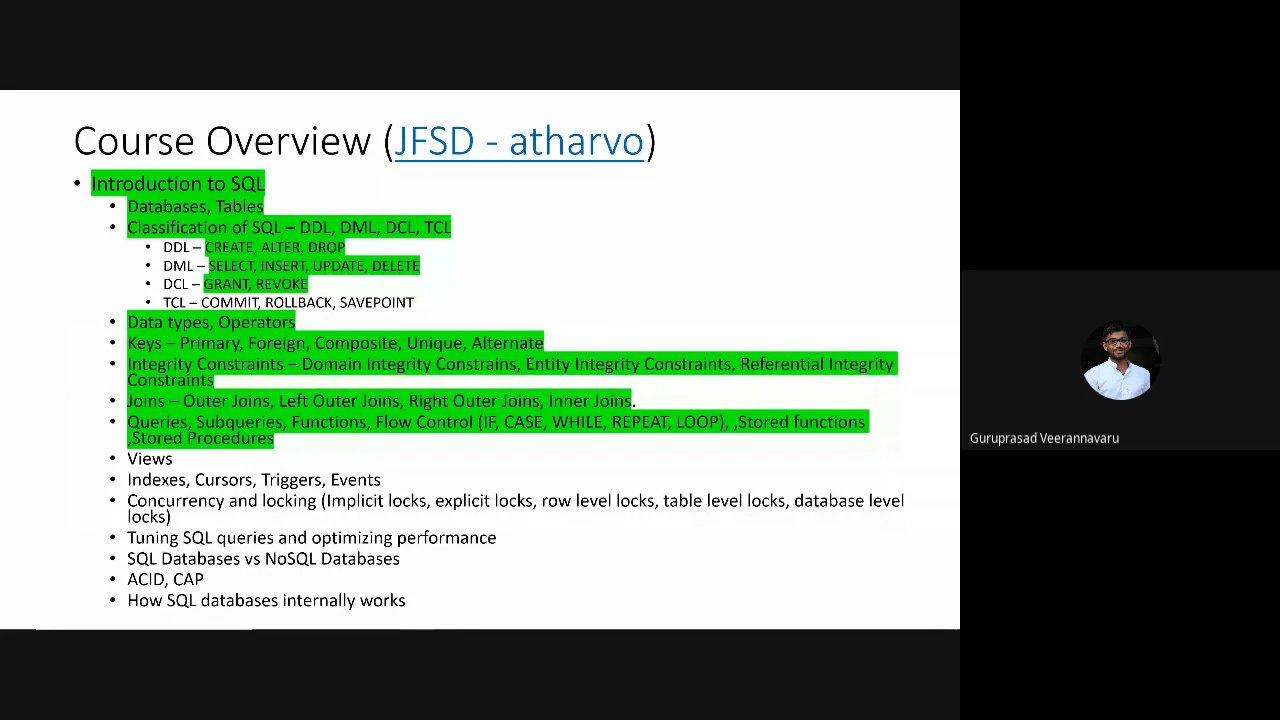 Course Overview (JFSD - atharvo)
• Introduction to SQL
• Databases, Tables
• Classification of SQL – DDL, DML, DCL, TCL
• DDL – CREATE, ALTER, DROP
• DML – SELECT, INSERT, UPDATE, DELETE
• DCL – GRANT, REVOKE
• TCL – COMMIT, ROLLBACK, SAVEPOINT
• Data types, Operators
• Keys – Primary, Foreign, Composite, Unique, Alternate
• Integrity Constraints – Domain Integrity Constrains, Entity Integrity Constraints, Referential Integrity
Constraints
• Joins – Outer Joins, Left Outer Joins, Right Outer Joins, Inner Joins.
• Queries, Subqueries, Functions, Flow Control (IF, CASE, WHILE, REPEAT, LOOP), ,Stored functions
,Stored Procedures
• Views
• Indexes, Cursors, Triggers, Events
• Concurrency and locking (Implicit locks, explicit locks, row level locks, table level locks, database level
locks)
• Tuning SQL queries and optimizing performance
• SQL Databases vs NoSQL Databases
• ACID, CAP
• How SQL databases internally works
Guruprasad Veerannavaru